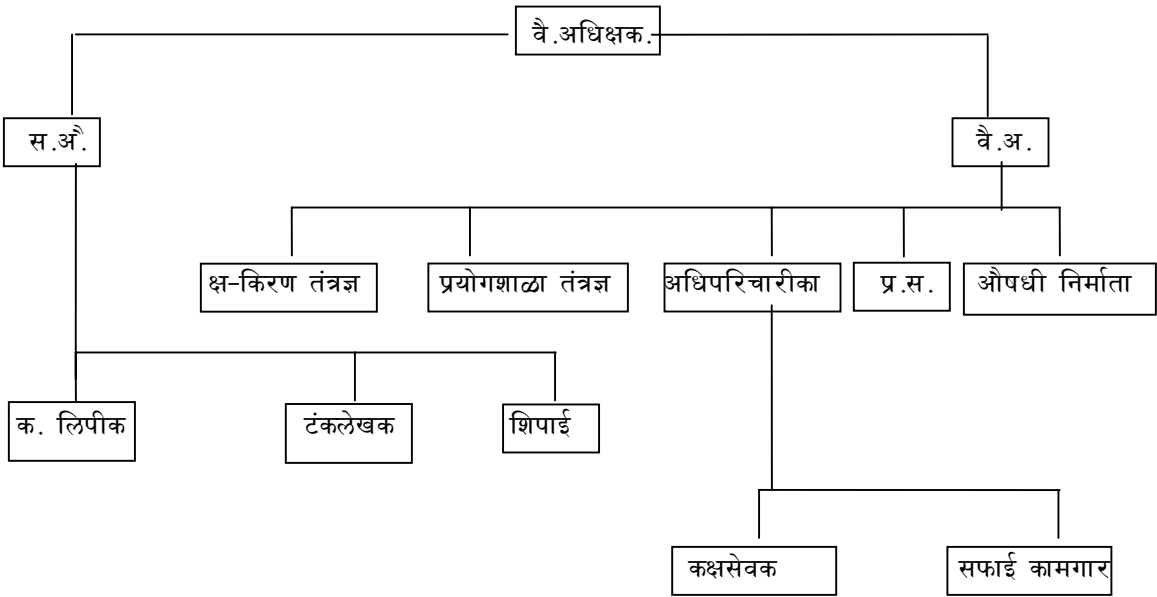 वै.अधिक्षक.
स.अौ.
वै.अ.
क्ष-किरण तंत्रज्ञ
प्रयोगशाळा तंत्रज्ञ
अधिपरिचारीका
प्र.स.
औषधी निर्माता
क. लिपीक
टंकलेखक
शिपाई
कक्षसेवक
सफाई कामगार